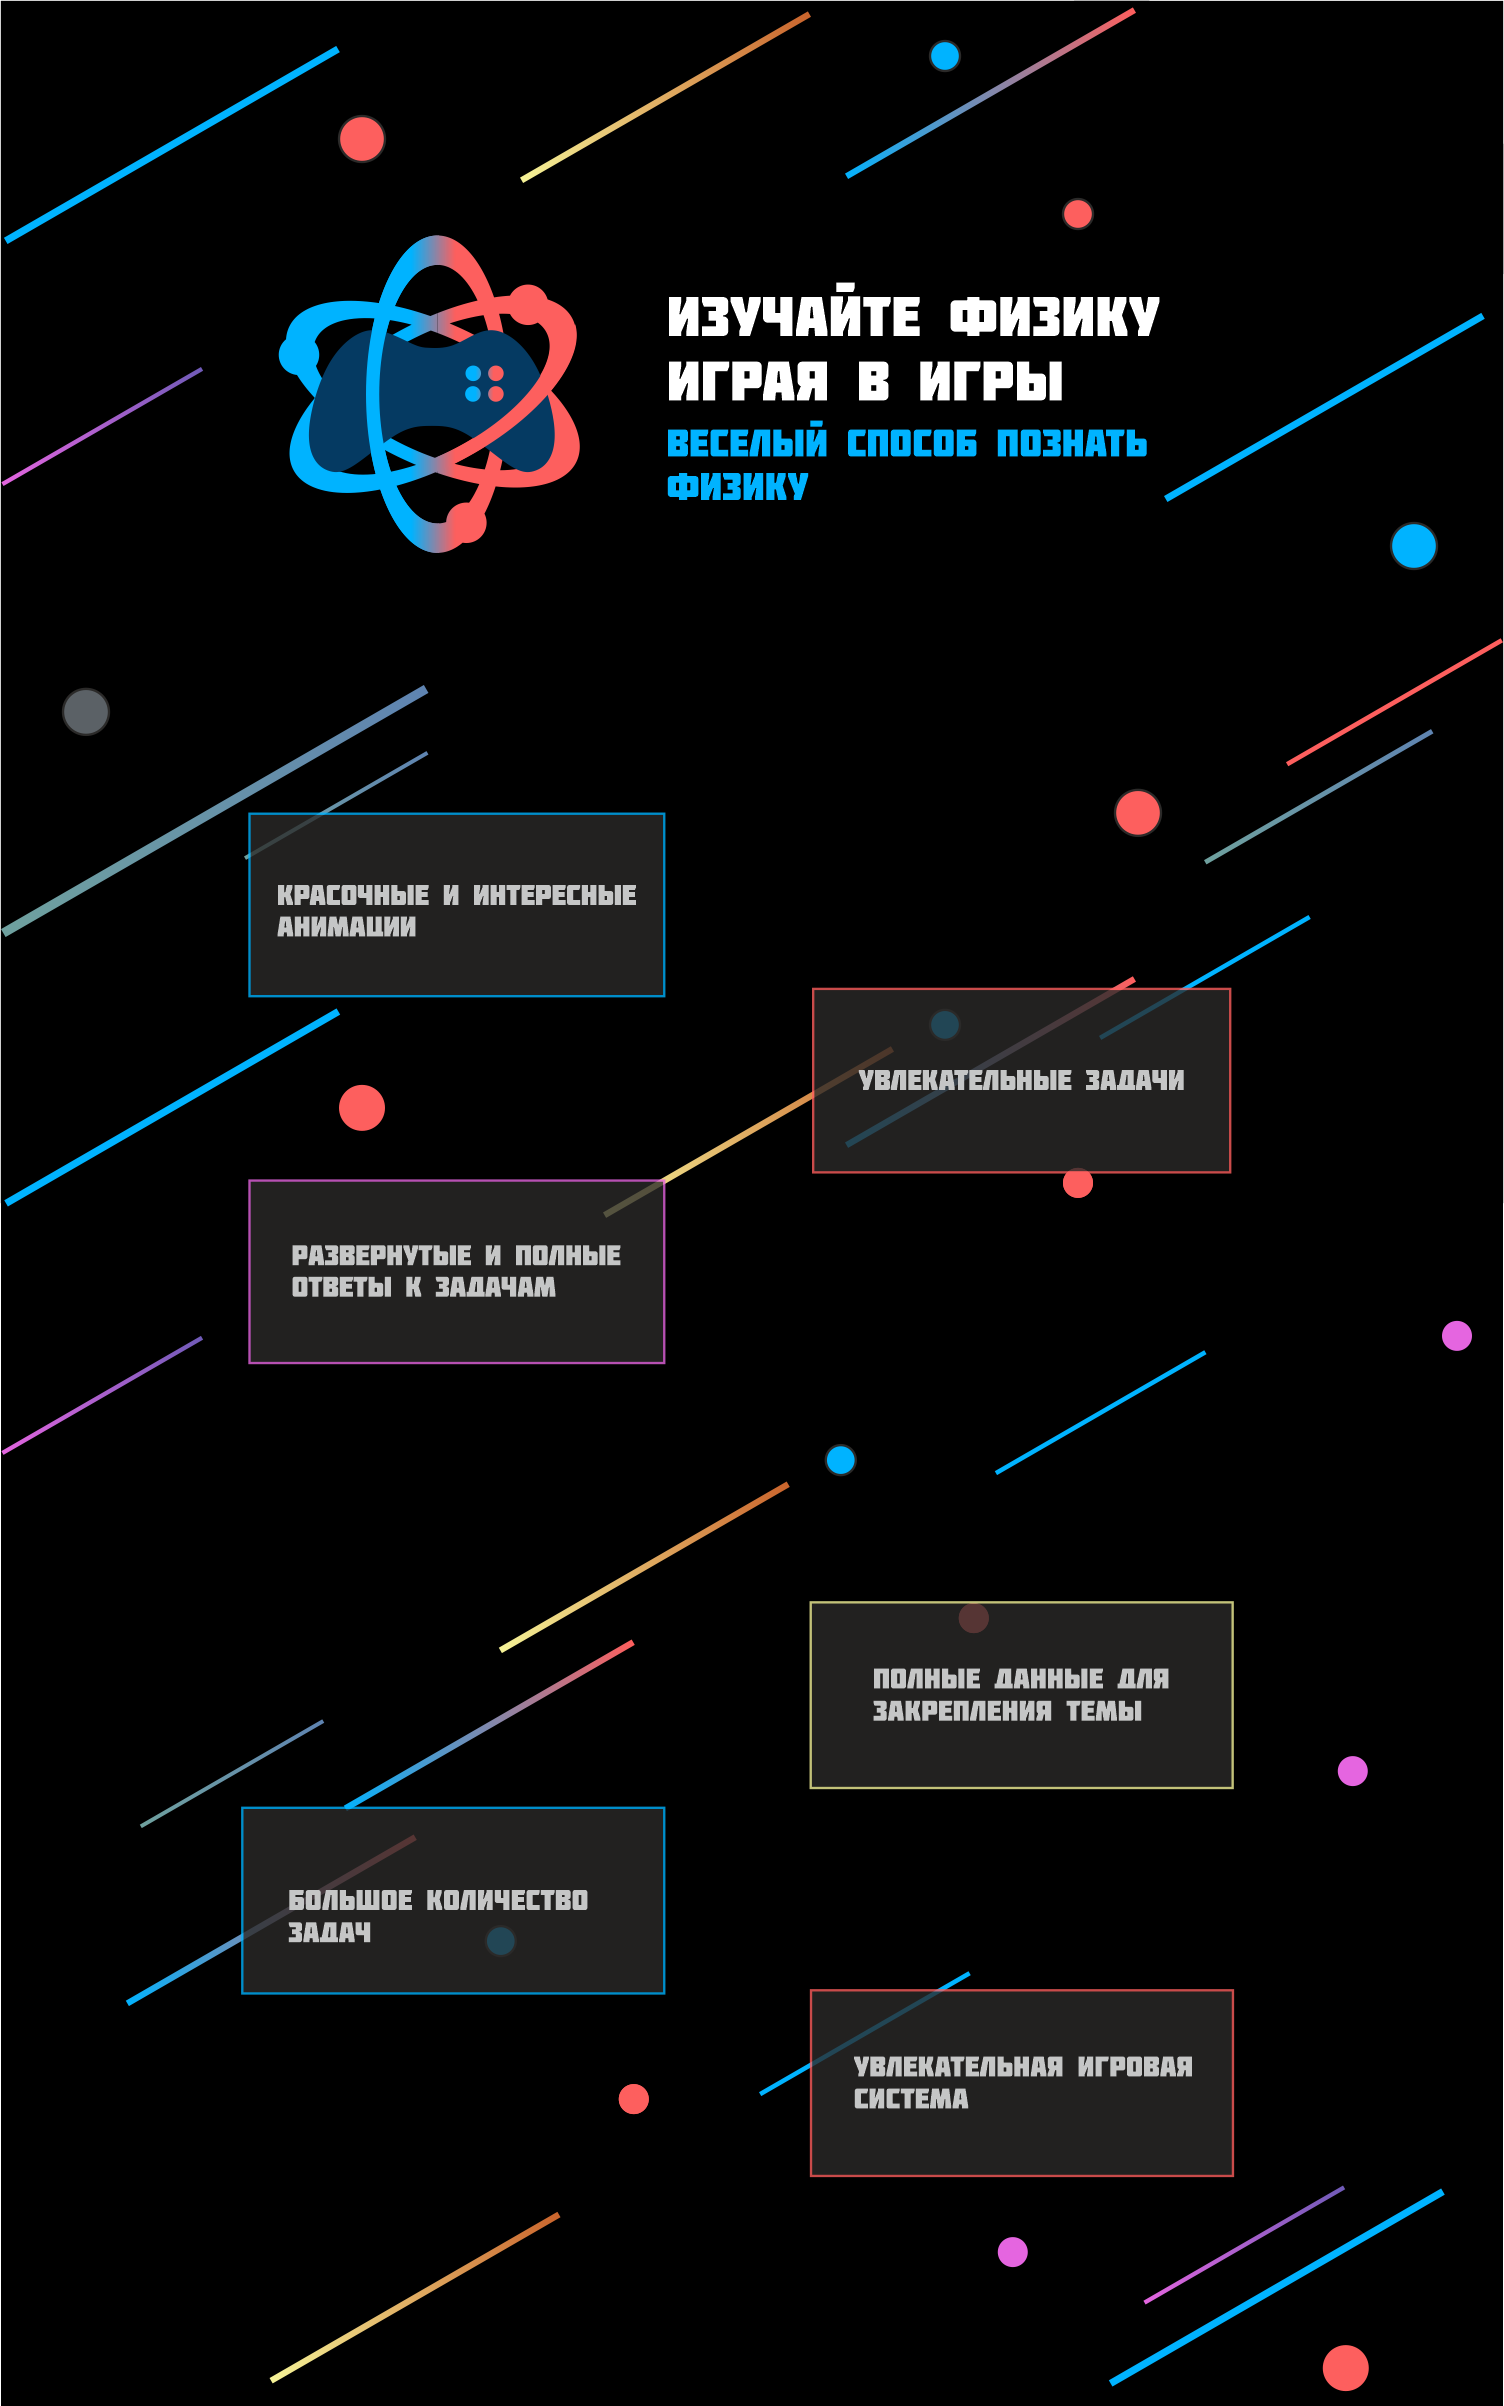 ИЗУЧАЙТЕ ФИЗИКУ
ИГРАЯ В ИГРЫ
ВЕСЕЛЫЙ СПОСОБ ПОЗНАТЬ
ФИЗИКУ
КРАСОЧНЫЕ И ИНТЕРЕСНЫЕ
АНИМАЦИИ
УВЛЕКАТЕЛЬНЫЕ ЗАДАЧИ
РАЗВЕРНУТЫЕ И ПОЛНЫЕ
ОТВЕТЫ К ЗАДАЧАМ
ПОЛНЫЕ ДАННЫЕ ДЛЯ
ЗАКРЕПЛЕНИЯ ТЕМЫ
БОЛЬШОЕ КОЛИЧЕСТВО
ЗАДАЧ
УВЛЕКАТЕЛЬНАЯ ИГРОВАЯ
СИСТЕМА